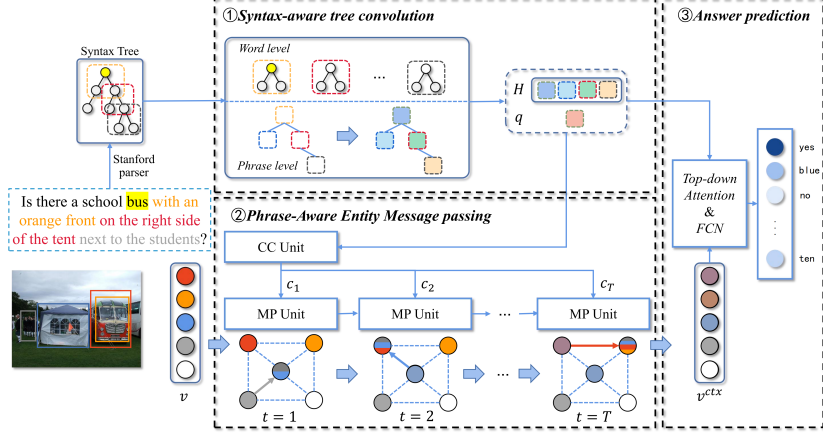 ①Syntax-aware tree convolution
③Answer prediction
Syntax Tree
Word level
...
Phrase level
H
q
Stanford
parser
Is there a school bus with an
orange front on the right side
of the tent next to the students?
yes
blue
no
⋮
ten
Top-down
Attention
&
FCN
②Phrase-Aware Entity Message passing
CC Unit
c₁
c₂
c_T
MP Unit
MP Unit
...
MP Unit
...
v
t = 1
t = 2
t = T
v^{ctx}